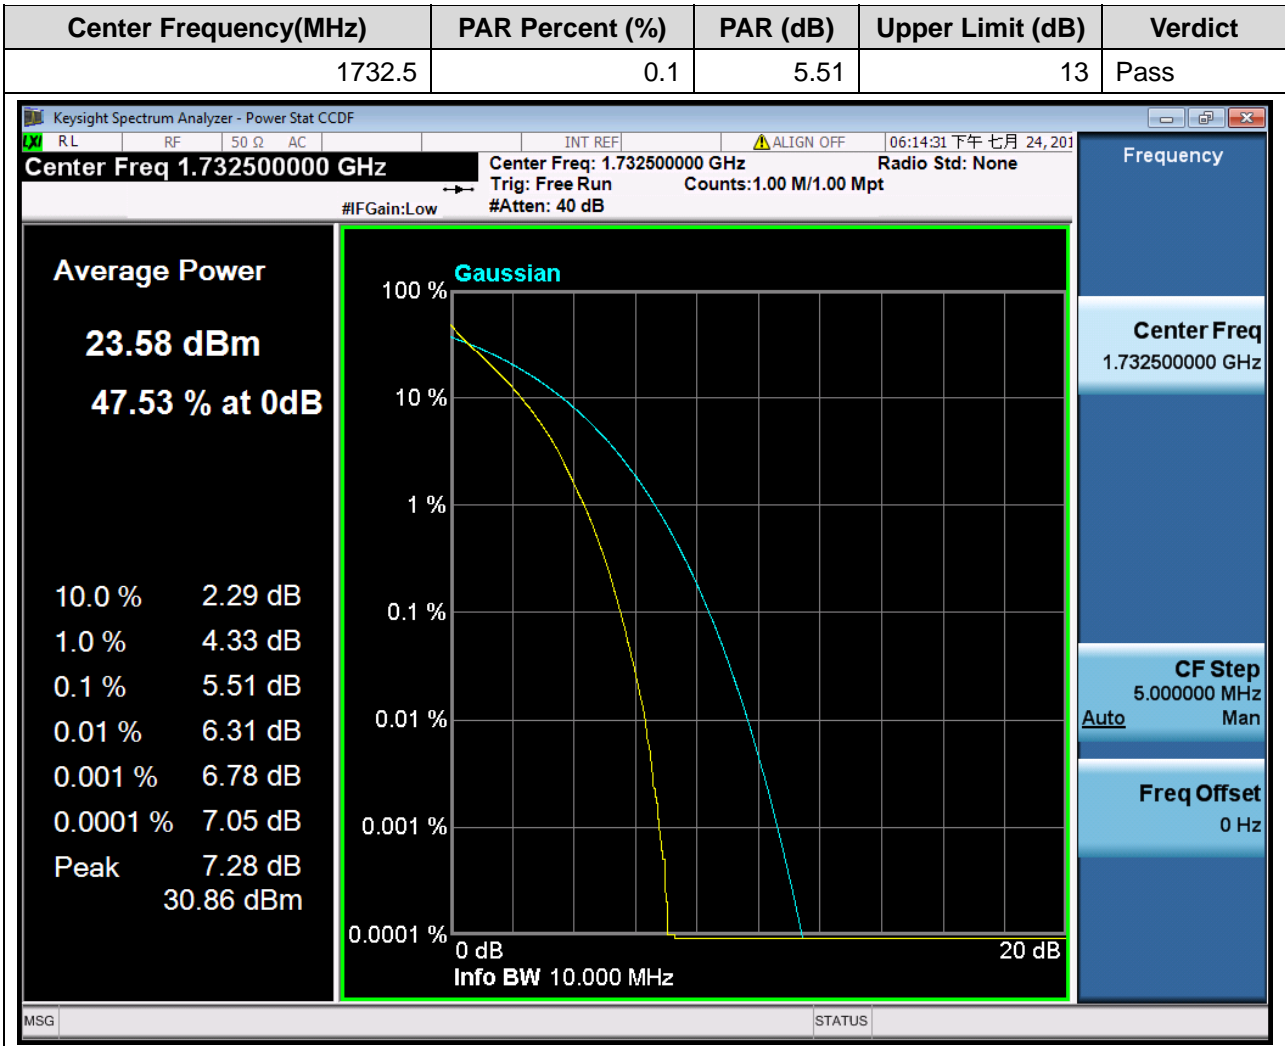 Center Frequency(MHz) PAR Percent (%) PAR (dB) Upper Limit (dB) Verdict
1732.5 0.1 5.51 13 Pass
Keysight Spectrum Analyzer - Power Stat CCDF
LXI RL RF 50 Ω AC INT REF ALIGN OFF 06:14:31 下午 七月 24, 201
Center Freq 1.732500000 GHz
#IFGain:Low
Center Freq: 1.732500000 GHz Radio Std: None
Trig: Free Run Counts:1.00 M/1.00 Mpt
#Atten: 40 dB
Average Power
23.58 dBm
47.53 % at 0dB
10.0 % 2.29 dB
1.0 % 4.33 dB
0.1 % 5.51 dB
0.01 % 6.31 dB
0.001 % 6.78 dB
0.0001 % 7.05 dB
Peak 7.28 dB
30.86 dBm
Gaussian
100 %
10 %
1 %
0.1 %
0.01 %
0.001 %
0.0001 %
0 dB 20 dB
Info BW 10.000 MHz
Frequency
Center Freq
1.732500000 GHz
CF Step
5.000000 MHz
Auto Man
Freq Offset
0 Hz
MSG STATUS